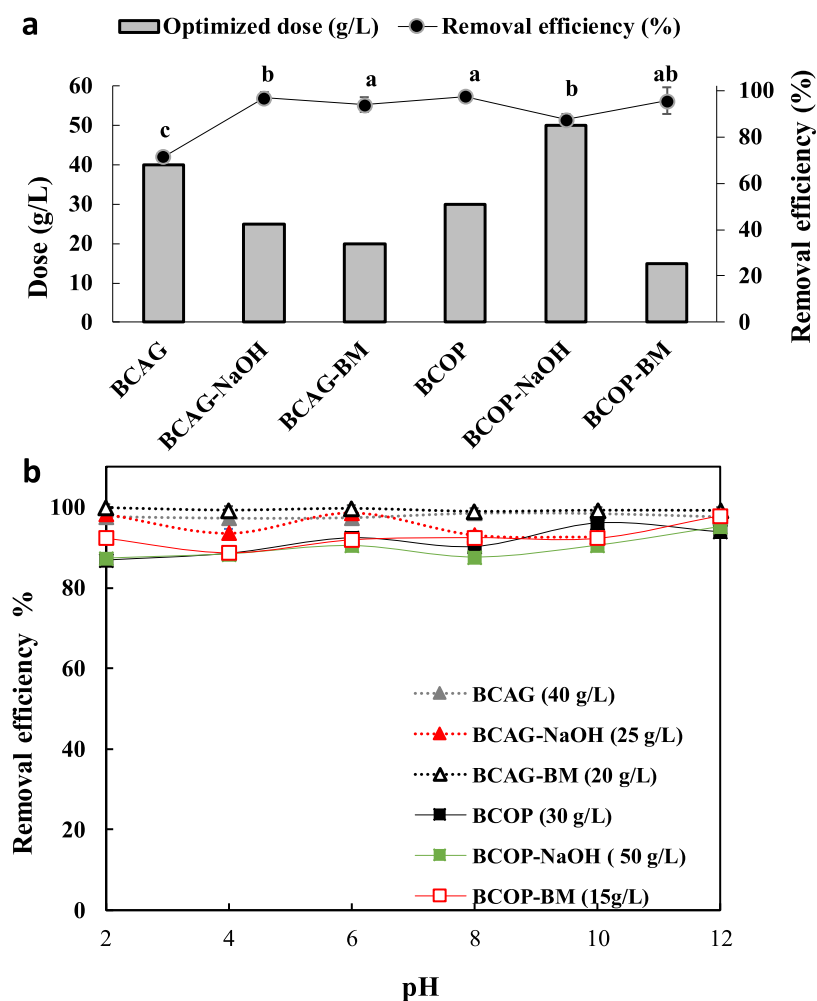 a
Optimized dose (g/L) Removal efficiency (%)
60
50
40
30
20
10
0
Dose (g/L)
c b a a b ab
100
80
60
40
20
0
Removal efficiency (%)
BCAG BCAG-NaOH BCAG-BM BCOP BCOP-NaOH BCOP-BM
b
100
80
60
40
20
0
Removal efficiency %
BCAG (40 g/L)
BCAG-NaOH (25 g/L)
BCAG-BM (20 g/L)
BCOP (30 g/L)
BCOP-NaOH ( 50 g/L)
BCOP-BM (15g/L)
2 4 6 8 10 12
pH